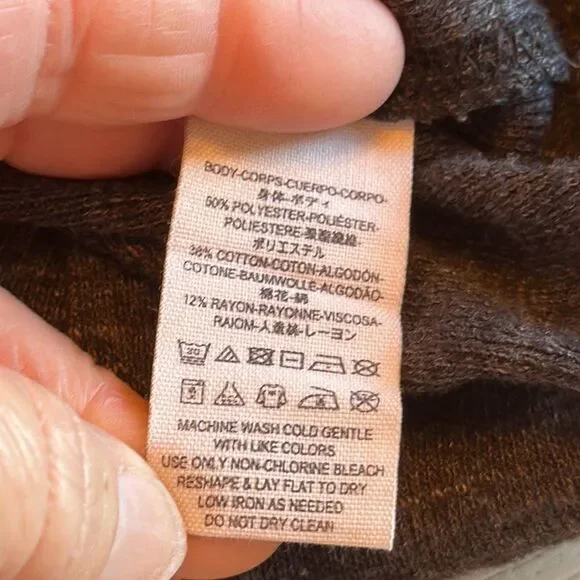 BODY-CORPS-CUERPO-CORPO-
身体-ボディ
50% POLYESTER-POLIÉSTER-
POLIESTERE-聚酯纖維
ポリエステル
38% COTTON-COTON-ALGODÓN-
COTONE-BAUMWOLLE-ALGODÃO-
棉花-綿
12% RAYON-RAYONNE-VISCOSA-
RAIOM-人造棉-レーヨン
30
MACHINE WASH COLD GENTLE
WITH LIKE COLORS
USE ONLY NON-CHLORINE BLEACH
RESHAPE & LAY FLAT TO DRY
LOW IRON AS NEEDED
DO NOT DRY CLEAN